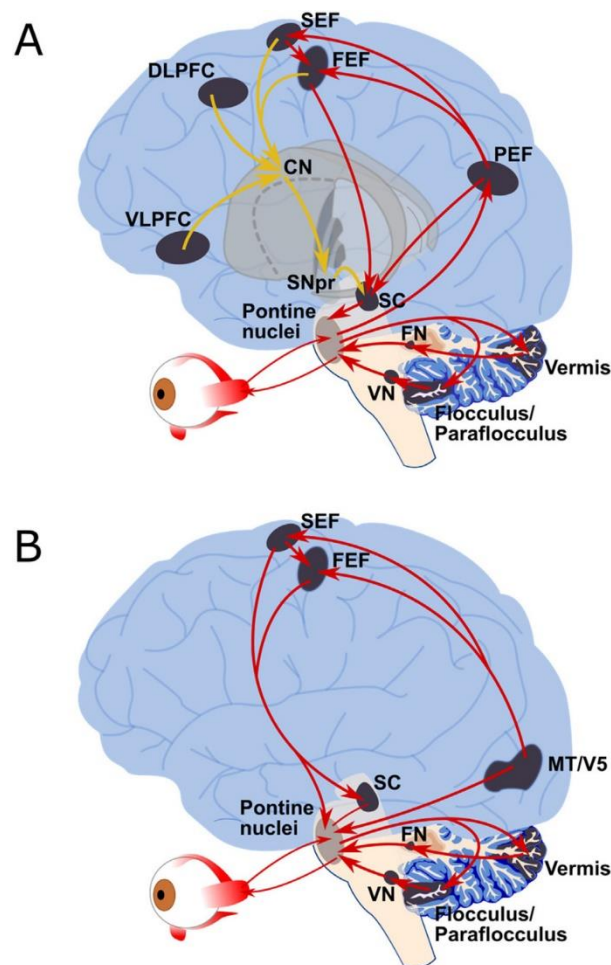 A
SEF
FEF
DLPFC
PEF
CN
VLPFC
SNpr
SC
Pontine
nuclei
FN
VN
Vermis
Flocculus/
Paraflocculus
B
SEF
FEF
MT/V5
SC
Pontine
nuclei
FN
VN
Vermis
Flocculus/
Paraflocculus